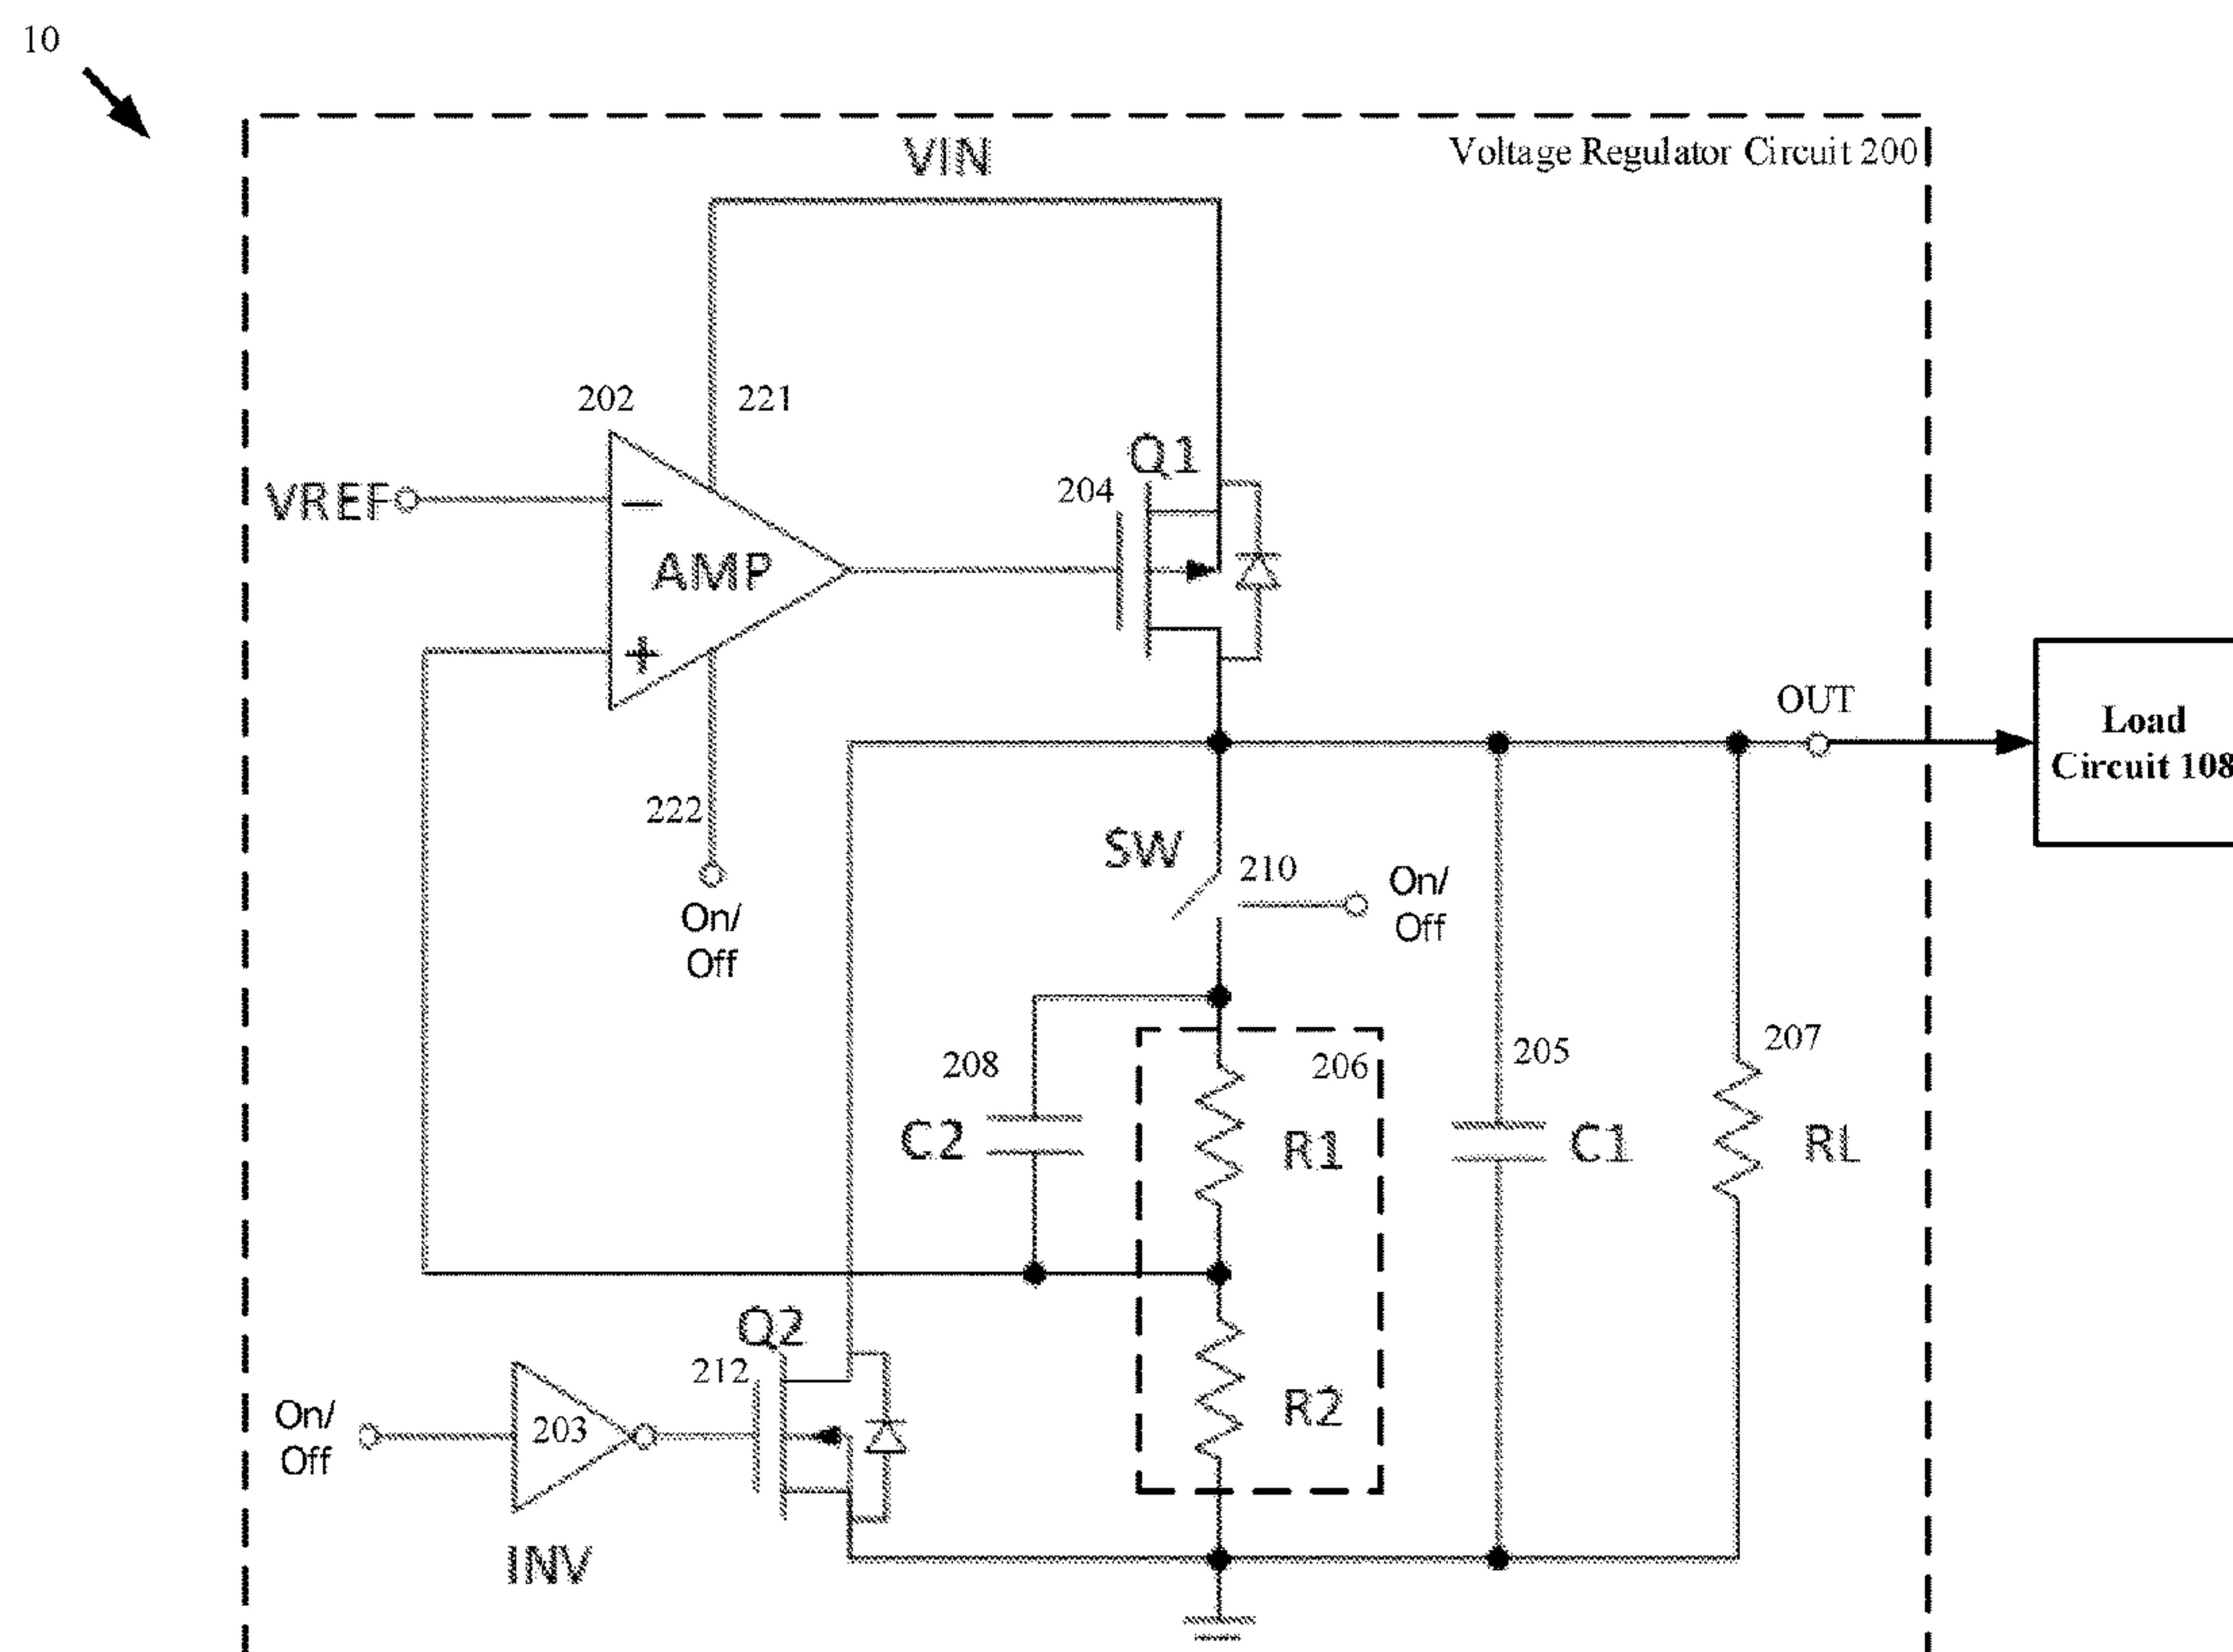 10
VIN
Voltage Regulator Circuit 200
202
221
Q1
204
VREF
−
AMP
+
OUT
Load
Circuit 108
222
SW
210
On/
Off
On/
Off
208
206
205
207
C2
R1
C1
RL
Q2
212
On/
Off
203
R2
INV